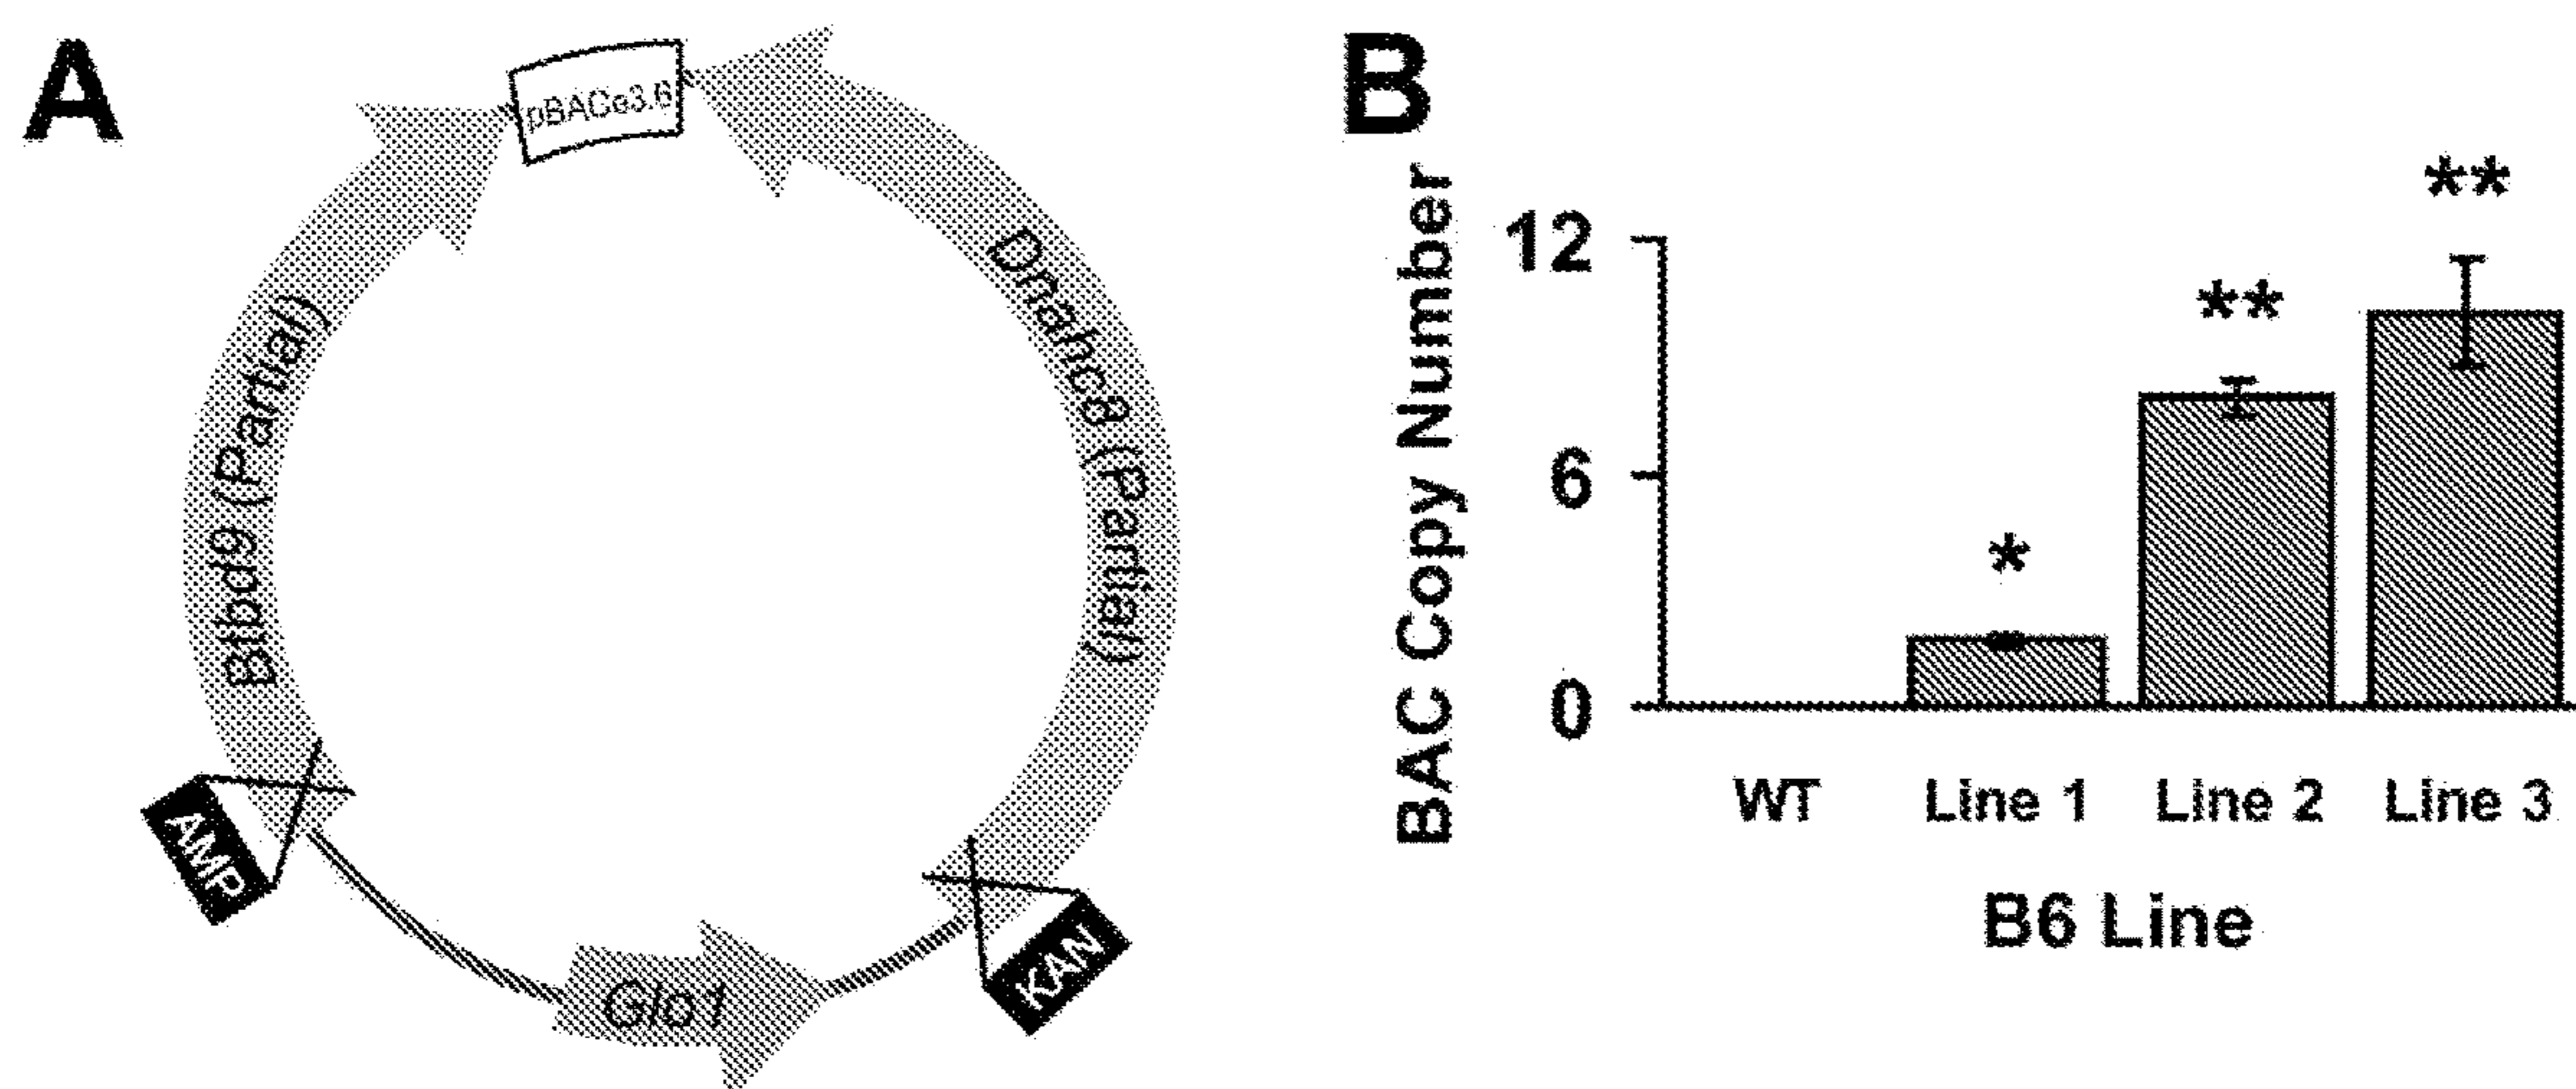 A
pBACe3.6
Btbd9 (Partial)
Dnahc8 (Partial)
AMP
Glo1
KAN
B
BAC Copy Number
12
6
0
*
**
**
WT
Line 1
Line 2
Line 3
B6 Line